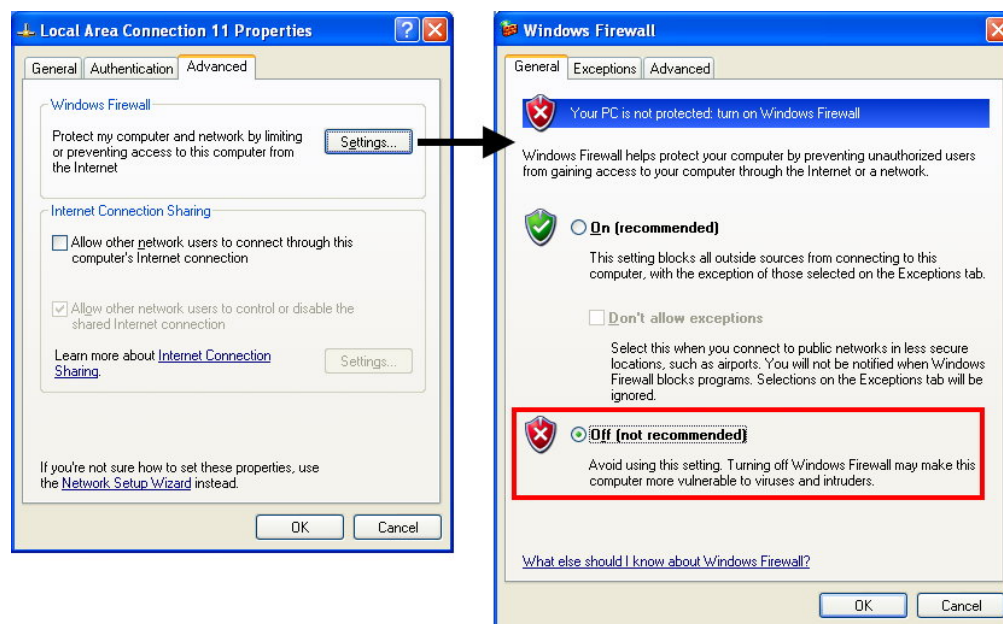 Local Area Connection 11 Properties
General Authentication Advanced
Windows Firewall
Protect my computer and network by limiting
or preventing access to this computer from
the Internet
Settings...
Internet Connection Sharing
Allow other network users to connect through this
computer's Internet connection
Allow other network users to control or disable the
shared Internet connection
Learn more about Internet Connection
Sharing.
Settings...
If you're not sure how to set these properties, use
the Network Setup Wizard instead.
OK Cancel
Windows Firewall
General Exceptions Advanced
Your PC is not protected: turn on Windows Firewall
Windows Firewall helps protect your computer by preventing unauthorized users
from gaining access to your computer through the Internet or a network.
On (recommended)
This setting blocks all outside sources from connecting to this
computer, with the exception of those selected on the Exceptions tab.
Don't allow exceptions
Select this when you connect to public networks in less secure
locations, such as airports. You will not be notified when Windows
Firewall blocks programs. Selections on the Exceptions tab will be
ignored.
Off (not recommended)
Avoid using this setting. Turning off Windows Firewall may make this
computer more vulnerable to viruses and intruders.
What else should I know about Windows Firewall?
OK Cancel